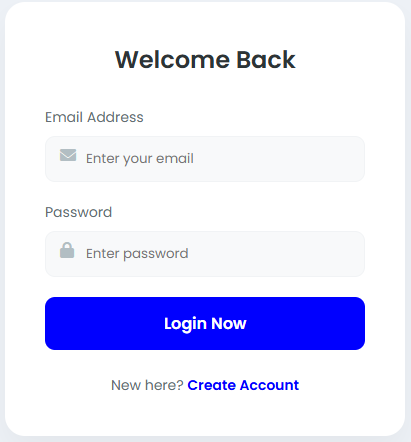 Welcome Back
Email Address
Enter your email
Password
Enter password
Login Now
New here? Create Account